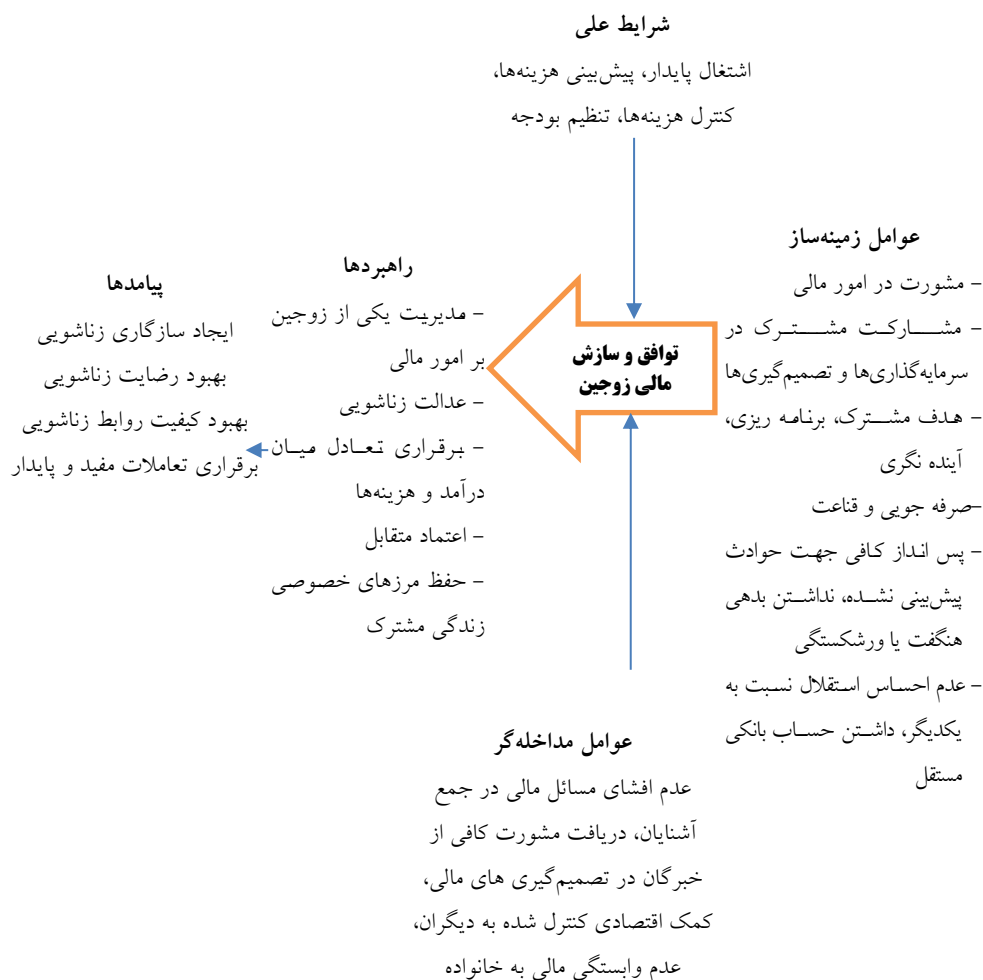 شرایط علی
اشتغال پایدار، پیش‌بینی هزینه‌ها،
کنترل هزینه‌ها، تنظیم بودجه
عوامل زمینه‌ساز
- مشورت در امور مالی
- مشارکت مشترک در
سرمایه‌گذاری‌ها و تصمیم‌گیری‌ها
- هدف مشترک، برنامه ریزی،
آینده نگری
-صرفه جویی و قناعت
- پس انداز کافی جهت حوادث
پیش‌بینی نشده، نداشتن بدهی
هنگفت یا ورشکستگی
- عدم احساس استقلال نسبت به
یکدیگر، داشتن حساب بانکی
مستقل
توافق و سازش
مالی زوجین
راهبردها
- مدیریت یکی از زوجین
بر امور مالی
- عدالت زناشویی
- برقراری تعادل میان
درآمد و هزینه‌ها
- اعتماد متقابل
- حفظ مرزهای خصوصی
زندگی مشترک
پیامدها
ایجاد سازگاری زناشویی
بهبود رضایت زناشویی
بهبود کیفیت روابط زناشویی
برقراری تعاملات مفید و پایدار
عوامل مداخله‌گر
عدم افشای مسائل مالی در جمع
آشنایان، دریافت مشورت کافی از
خبرگان در تصمیم‌گیری های مالی،
کمک اقتصادی کنترل شده به دیگران،
عدم وابستگی مالی به خانواده